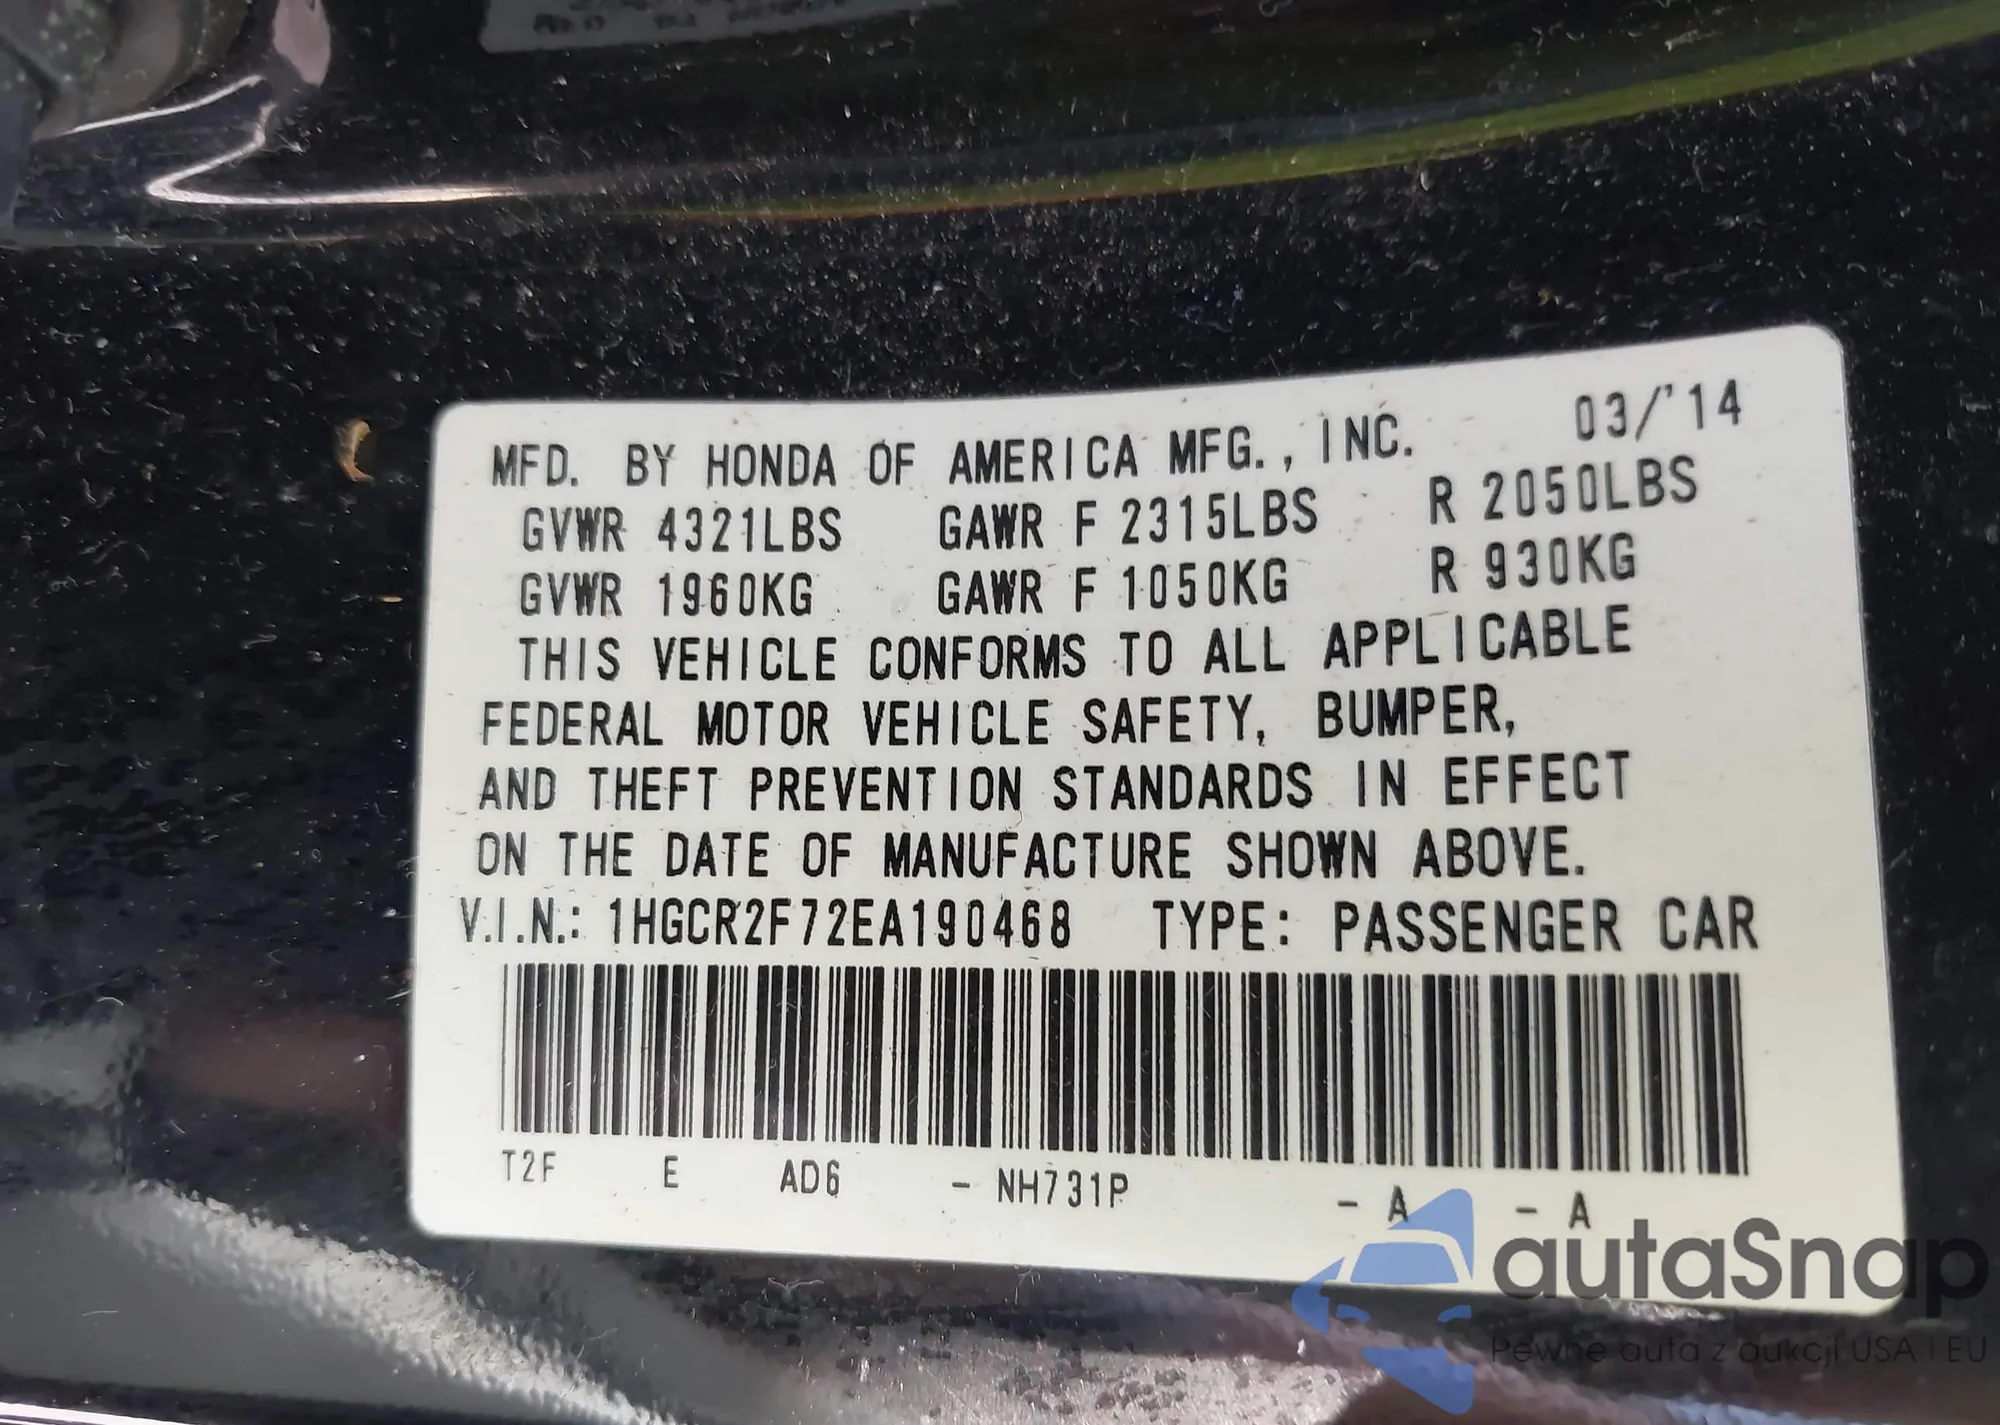 MFD. BY HONDA OF AMERICA MFG., INC. 03/'14
GVWR 4321LBS GAWR F 2315LBS R 2050LBS
GVWR 1960KG GAWR F 1050KG R 930KG
THIS VEHICLE CONFORMS TO ALL APPLICABLE
FEDERAL MOTOR VEHICLE SAFETY, BUMPER,
AND THEFT PREVENTION STANDARDS IN EFFECT
ON THE DATE OF MANUFACTURE SHOWN ABOVE.
V.I.N.: 1HGCR2F72EA190468 TYPE: PASSENGER CAR
T2F E AD6 - NH731P - A - A
autaSnap
Pewne auta z aukcji USA i EU